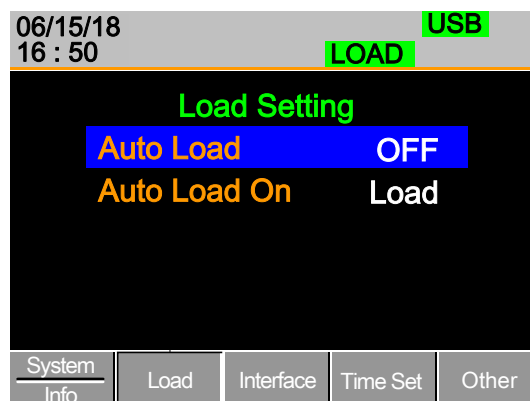 06/15/18
USB
16 : 50
LOAD
Load Setting
Auto Load OFF
Auto Load On Load
System
Info
Load
Interface
Time Set
Other